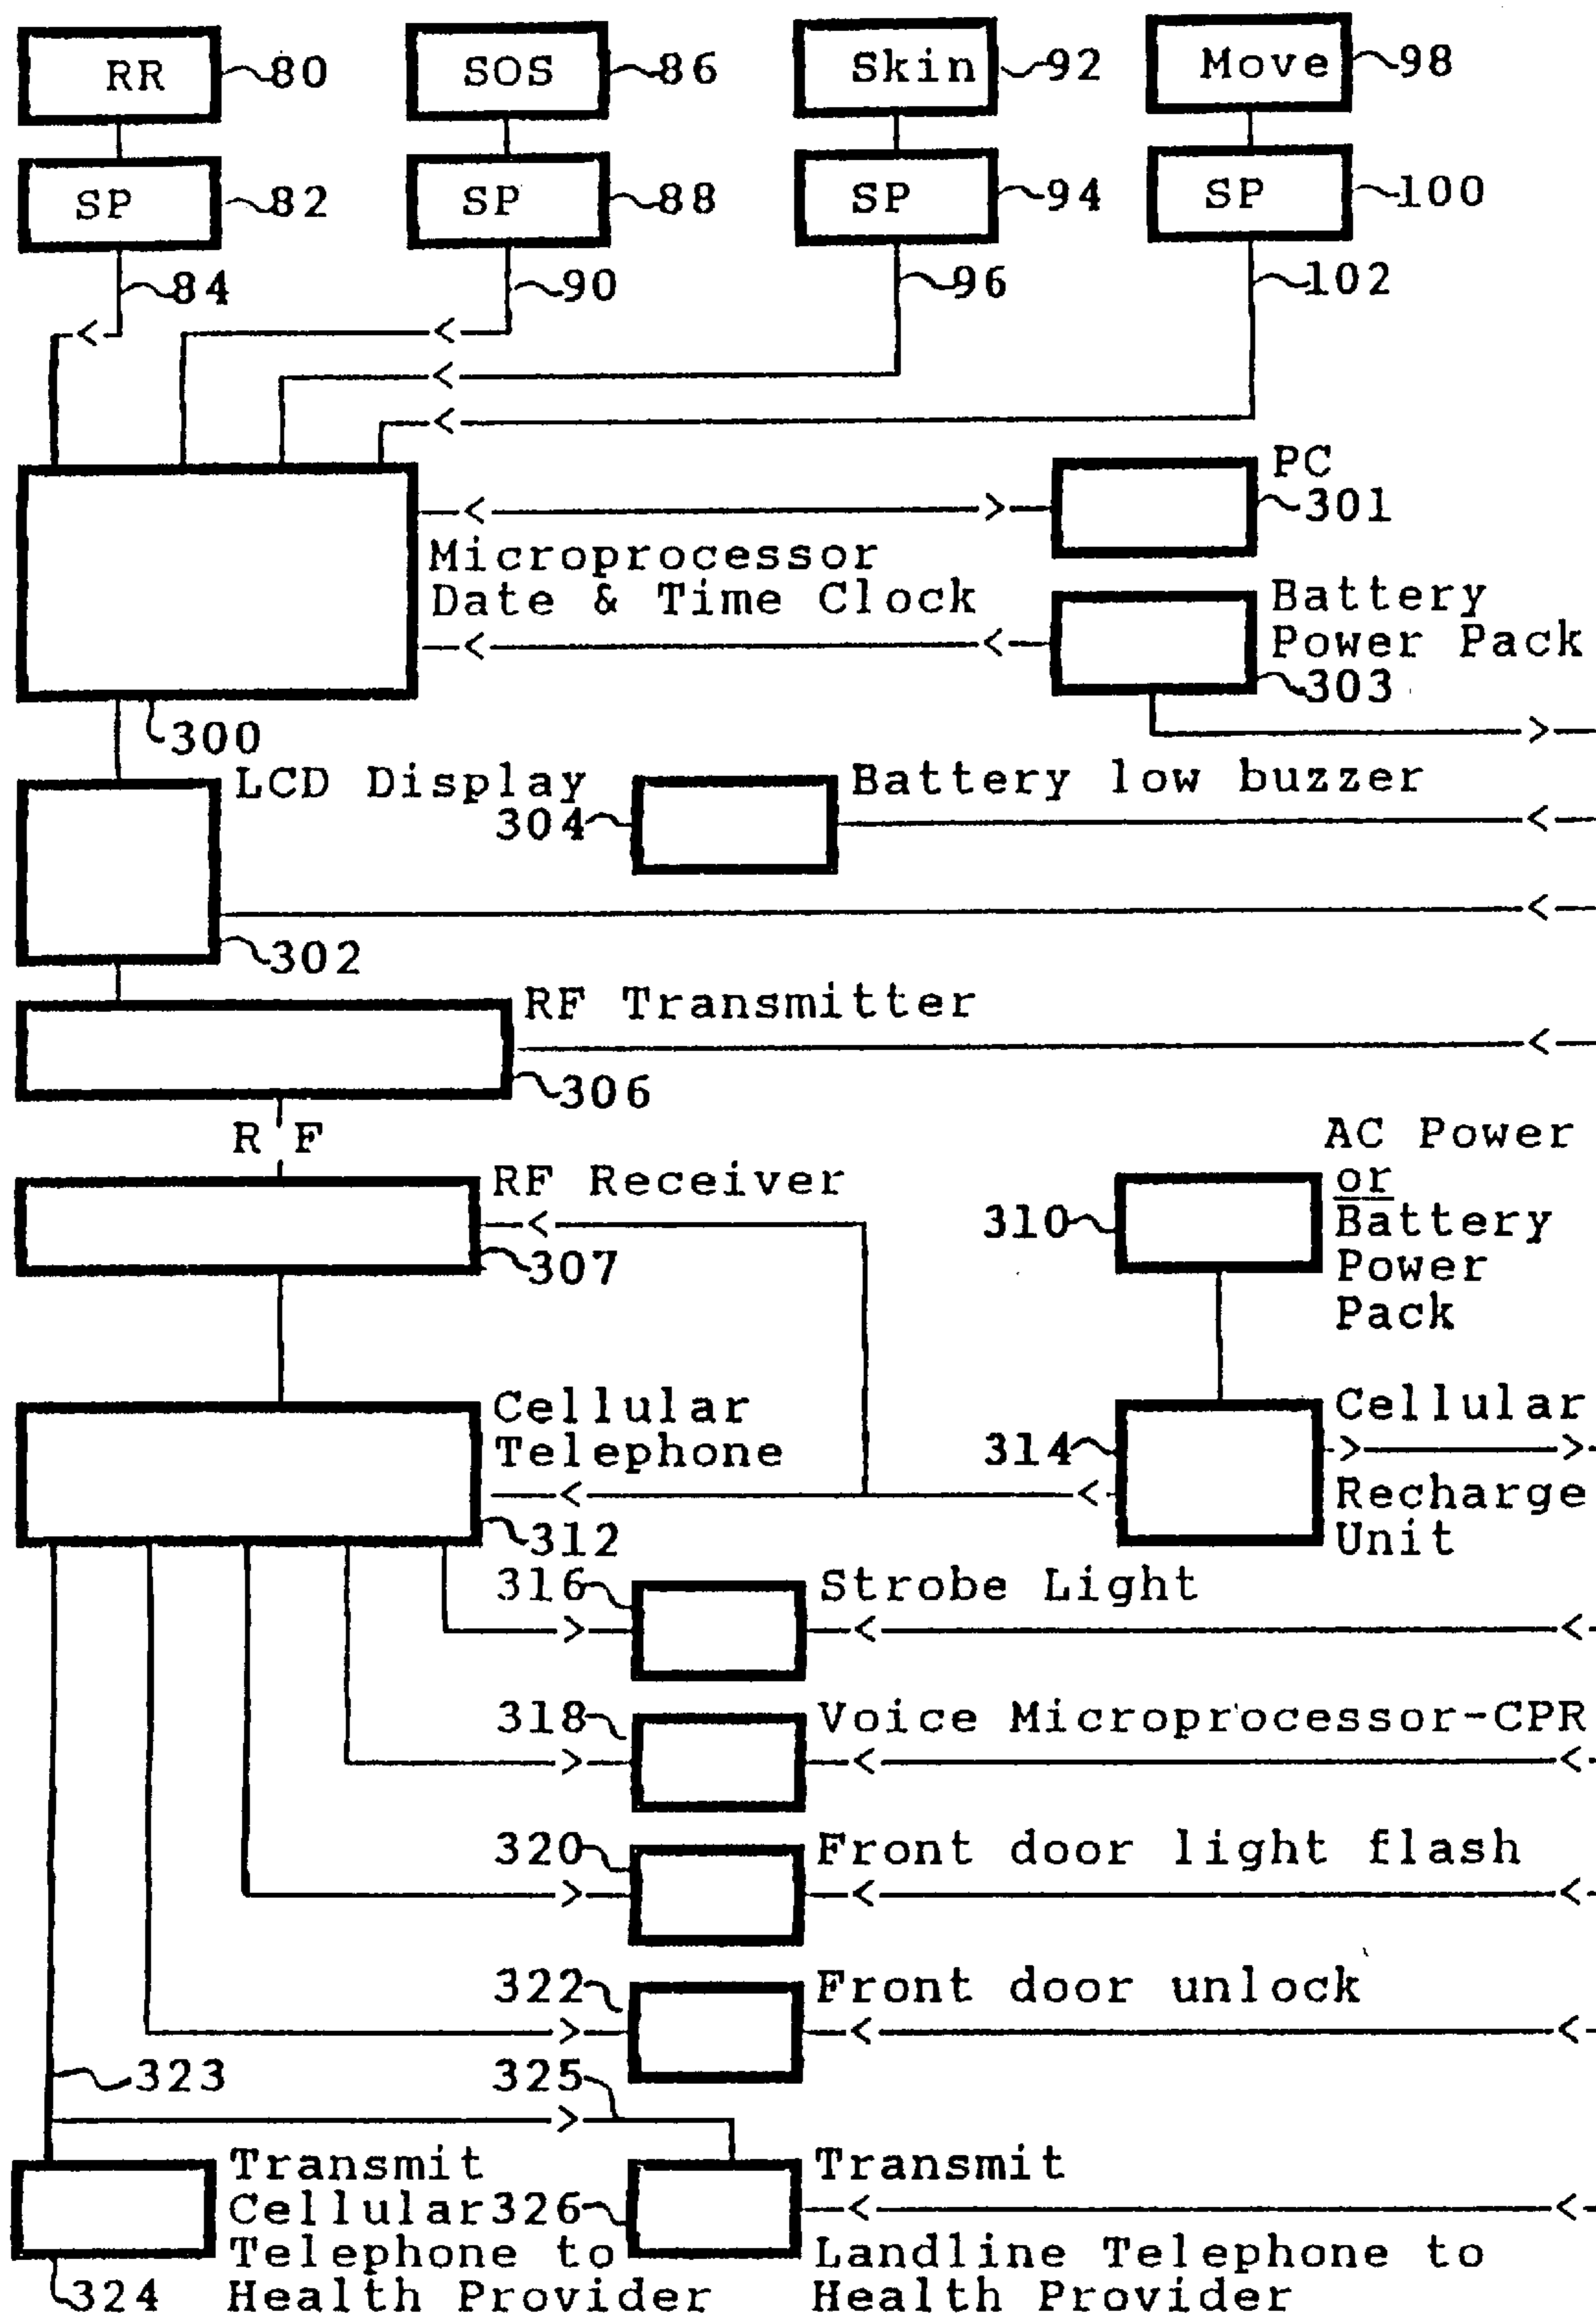 RR 80
SOS 86
Skin 92
Move 98
SP 82
SP 88
SP 94
SP 100
84
90
96
102
PC
301
Microprocessor
Date & Time Clock
Battery
Power Pack
303
300
LCD Display
304
Battery low buzzer
302
RF Transmitter
306
R F
RF Receiver
307
AC Power
or
310 Battery
Power
Pack
Cellular
Telephone
312
314
Cellular
Recharge
Unit
316 Strobe Light
318 Voice Microprocessor-CPR
320 Front door light flash
322 Front door unlock
323
325
Transmit
Cellular
Telephone to
Health Provider
324
326
Transmit
Landline Telephone to
Health Provider